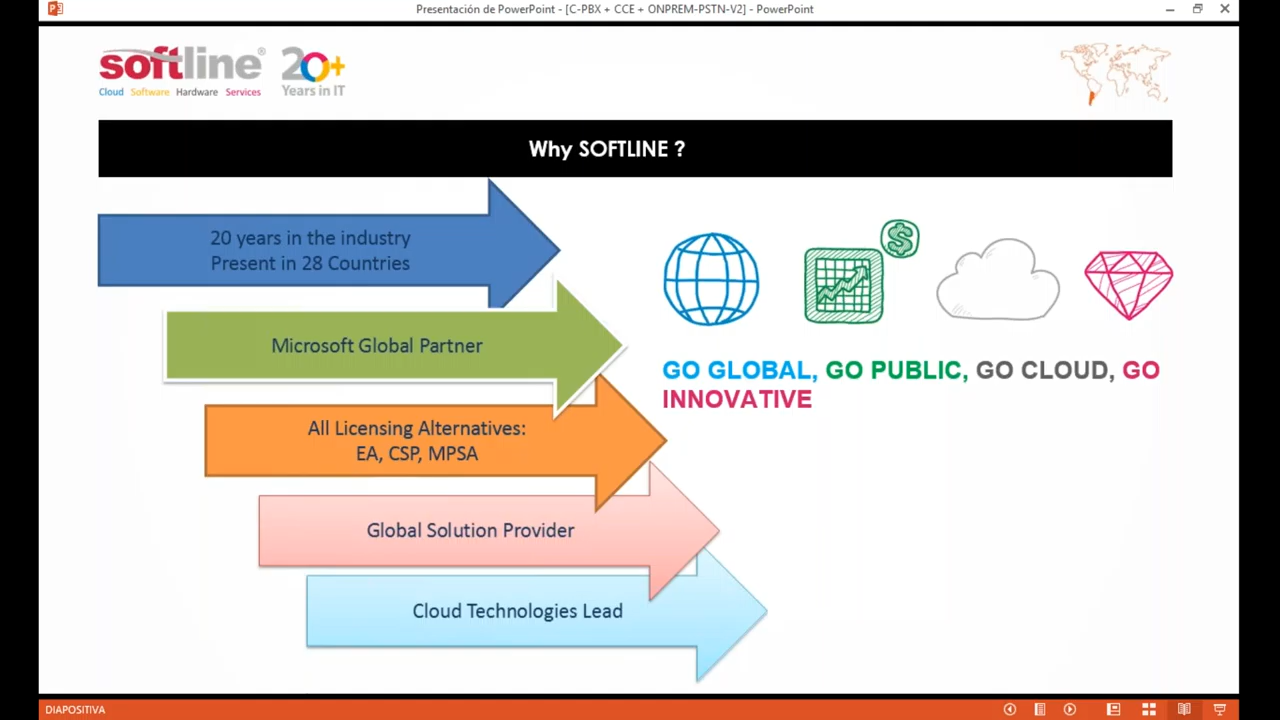 Presentación de PowerPoint - [C-PBX + CCE + ONPREM-PSTN-V2] - PowerPoint
softline® 20+
Cloud Software Hardware Services Years in IT
Why SOFTLINE ?
20 years in the industry
Present in 28 Countries
Microsoft Global Partner
All Licensing Alternatives:
EA, CSP, MPSA
Global Solution Provider
Cloud Technologies Lead
GO GLOBAL, GO PUBLIC, GO CLOUD, GO
INNOVATIVE
DIAPOSITIVA